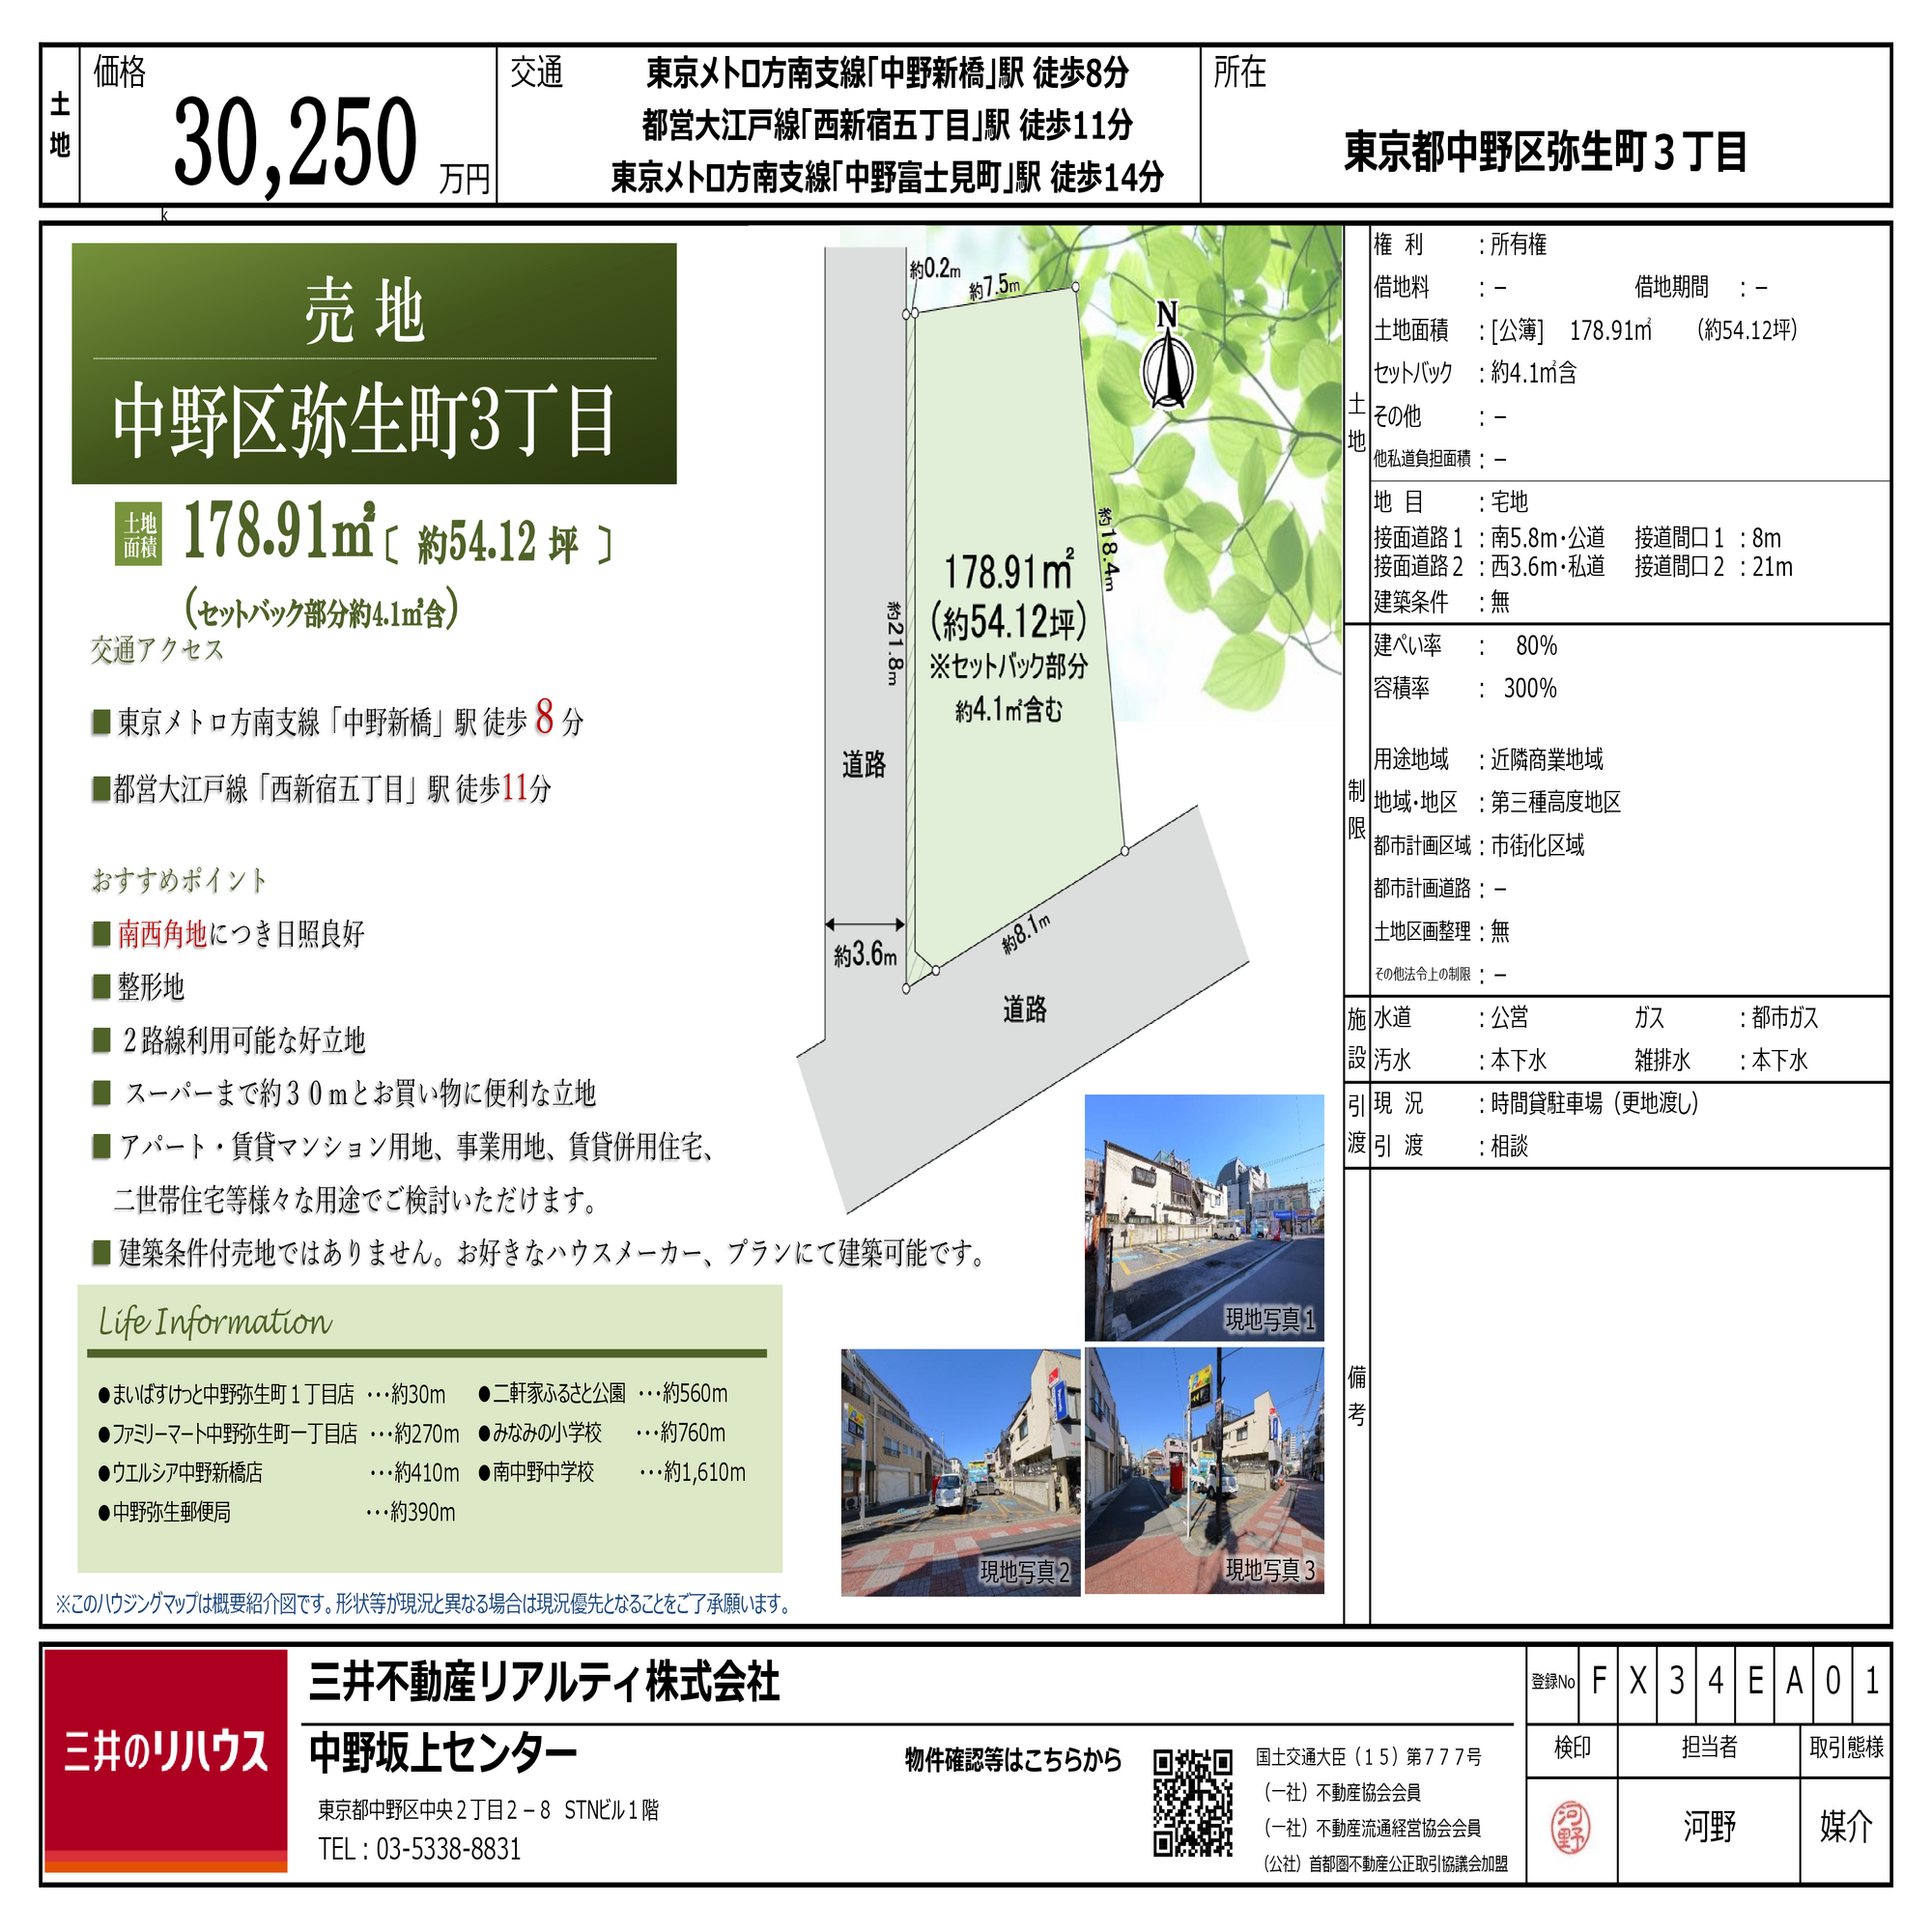 土地
価格
30,250 万円
交通
東京メトロ方南支線「中野新橋」駅 徒歩8分
都営大江戸線「西新宿五丁目」駅 徒歩11分
東京メトロ方南支線「中野富士見町」駅 徒歩14分
所在
東京都中野区弥生町３丁目
k
売 地
中野区弥生町3丁目
土地面積
178.91㎡〔 約54.12 坪 〕
（セットバック部分約4.1㎡含）
交通アクセス
■ 東京メトロ方南支線「中野新橋」駅 徒歩 8 分
■都営大江戸線「西新宿五丁目」駅 徒歩11分
おすすめポイント
■ 南西角地につき日照良好
■ 整形地
■ ２路線利用可能な好立地
■ スーパーまで約３０ｍとお買い物に便利な立地
■ アパート・賃貸マンション用地、事業用地、賃貸併用住宅、
二世帯住宅等様々な用途でご検討いただけます。
■ 建築条件付売地ではありません。お好きなハウスメーカー、プランにて建築可能です。
Life Information
●まいばすけっと中野弥生町１丁目店 ･･･約30m
●ファミリーマート中野弥生町一丁目店 ･･･約270m
●ウエルシア中野新橋店 ･･･約410m
●中野弥生郵便局 ･･･約390m
●二軒家ふるさと公園 ･･･約560m
●みなみの小学校 ･･･約760m
●南中野中学校 ･･･約1,610m
※このハウジングマップは概要紹介図です。形状等が現況と異なる場合は現況優先となることをご了承願います。
約0.2m
約7.5m
N
約18.4m
約21.8m
178.91㎡
（約54.12坪）
※セットバック部分
約4.1㎡含む
道路
約3.6m
約8.1m
道路
現地写真１
現地写真２
現地写真３
土地
権 利 ：所有権
借地料 ：－ 借地期間 ：－
土地面積 ：[公簿] 178.91㎡ （約54.12坪）
セットバック ：約4.1㎡含
その他 ：－
他私道負担面積 ：－
地 目 ：宅地
接面道路１ ：南5.8m･公道 接道間口１ ：8m
接面道路２ ：西3.6m･私道 接道間口２ ：21m
建築条件 ：無
制限
建ぺい率 ： 80%
容積率 ： 300%
用途地域 ：近隣商業地域
地域･地区 ：第三種高度地区
都市計画区域 ：市街化区域
都市計画道路 ：－
土地区画整理 ：無
その他法令上の制限 ：－
施設
水道 ：公営 ガス ：都市ガス
汚水 ：本下水 雑排水 ：本下水
引渡
現 況 ：時間貸駐車場（更地渡し）
引 渡 ：相談
備考
三井のリハウス
三井不動産リアルティ株式会社
中野坂上センター
東京都中野区中央２丁目２－８ STNビル１階
TEL：03-5338-8831
物件確認等はこちらから
国土交通大臣（１５）第７７７号
（一社）不動産協会会員
（一社）不動産流通経営協会会員
（公社）首都圏不動産公正取引協議会加盟
登録No F X 3 4 E A 0 1
検印 担当者 取引態様
河野 河野 媒介